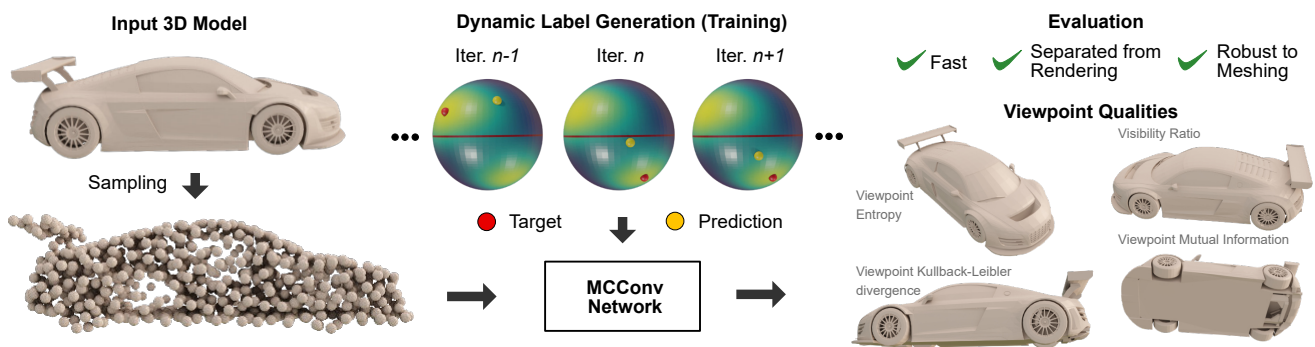 Input 3D Model
Sampling
Dynamic Label Generation (Training)
Iter. n-1
Iter. n
Iter. n+1
Target
Prediction
MCConv
Network
Evaluation
Fast
Separated from
Rendering
Robust to
Meshing
Viewpoint Qualities
Visibility Ratio
Viewpoint
Entropy
Viewpoint Mutual Information
Viewpoint Kullback-Leibler
divergence